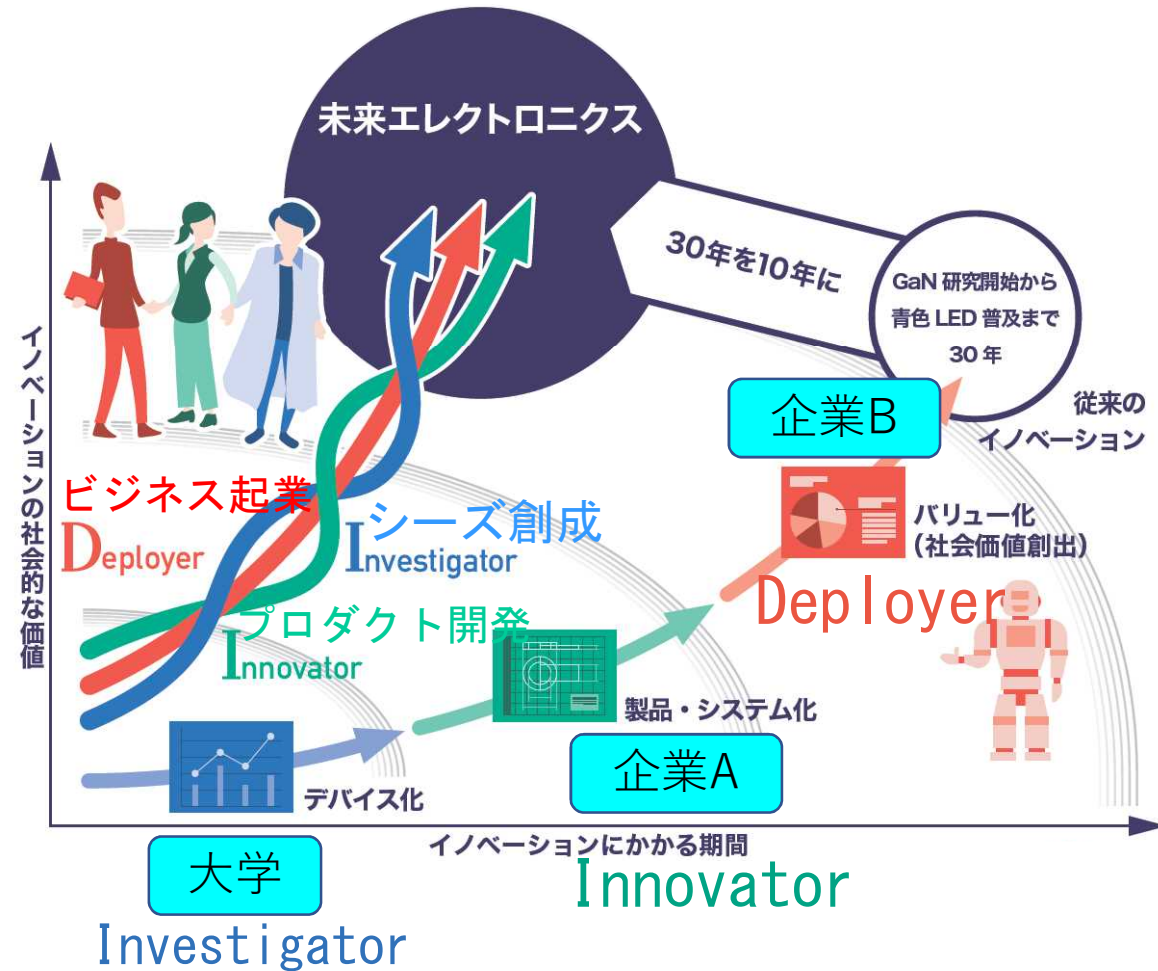 未来エレクトロニクス
30年を10年に
GaN 研究開始から
青色 LED 普及まで
30 年
従来の
イノベーション
イノベーションの社会的な価値
企業B
ビジネス起業
Deployer
シーズ創成
Investigator
バリュー化
(社会価値創出)
Deployer
プロダクト開発
Innovator
製品・システム化
企業A
デバイス化
イノベーションにかかる期間
大学
Innovator
Investigator